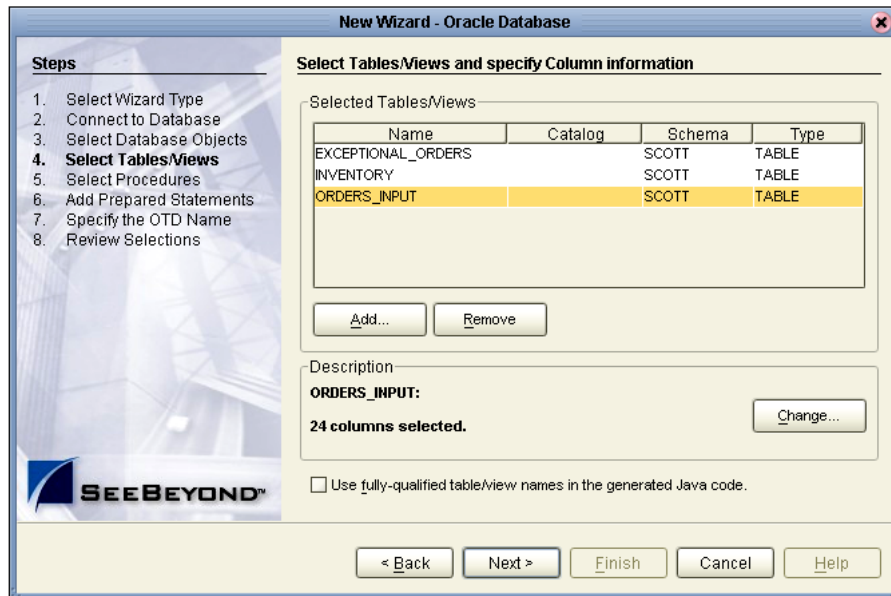 New Wizard - Oracle Database
Steps
1. Select Wizard Type
2. Connect to Database
3. Select Database Objects
4. Select Tables/Views
5. Select Procedures
6. Add Prepared Statements
7. Specify the OTD Name
8. Review Selections
SEEBEYOND™
Select Tables/Views and specify Column information
Selected Tables/Views
Name Catalog Schema Type
EXCEPTIONAL_ORDERS SCOTT TABLE
INVENTORY SCOTT TABLE
ORDERS_INPUT SCOTT TABLE
Add... Remove
Description
ORDERS_INPUT:
24 columns selected.
Change...
Use fully-qualified table/view names in the generated Java code.
< Back Next > Finish Cancel Help